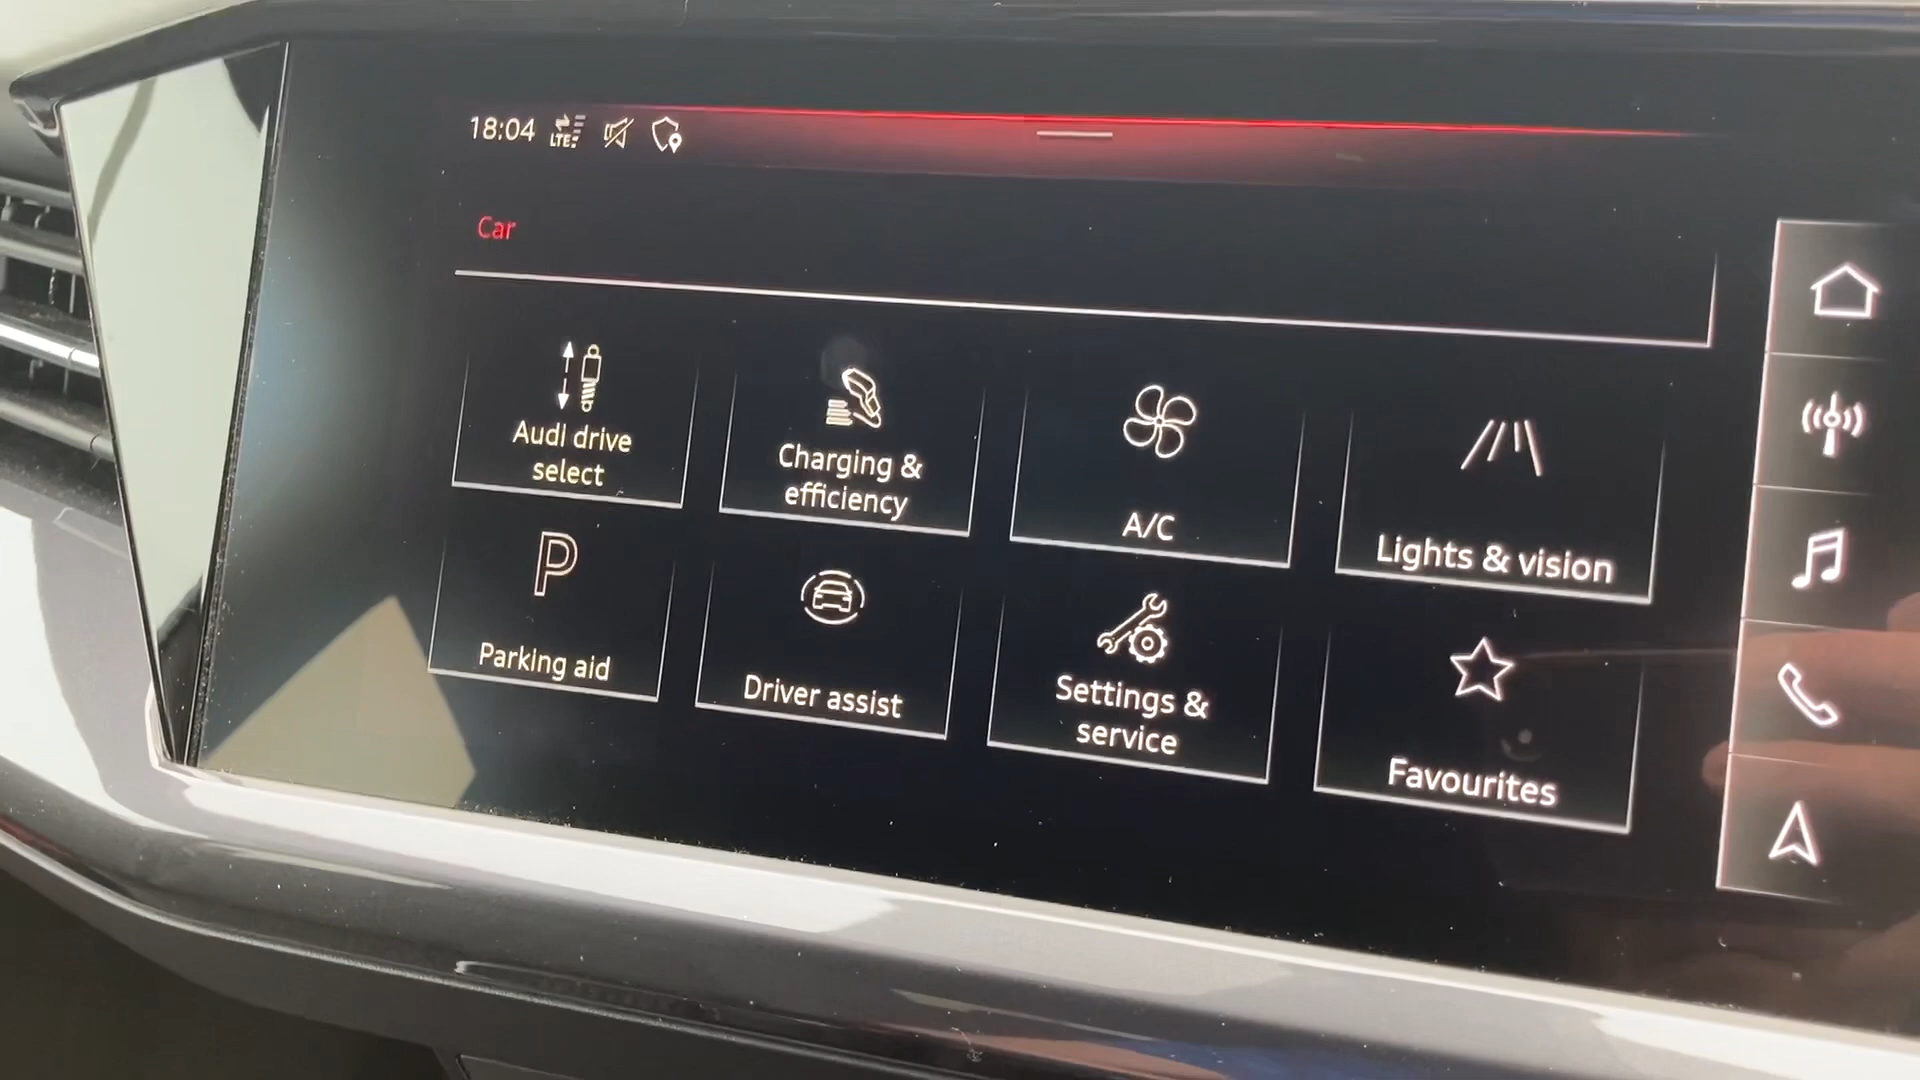 18:04 LTE
Car
Audi drive
select
Charging &
efficiency
A/C
Lights & vision
Parking aid
Driver assist
Settings &
service
Favourites